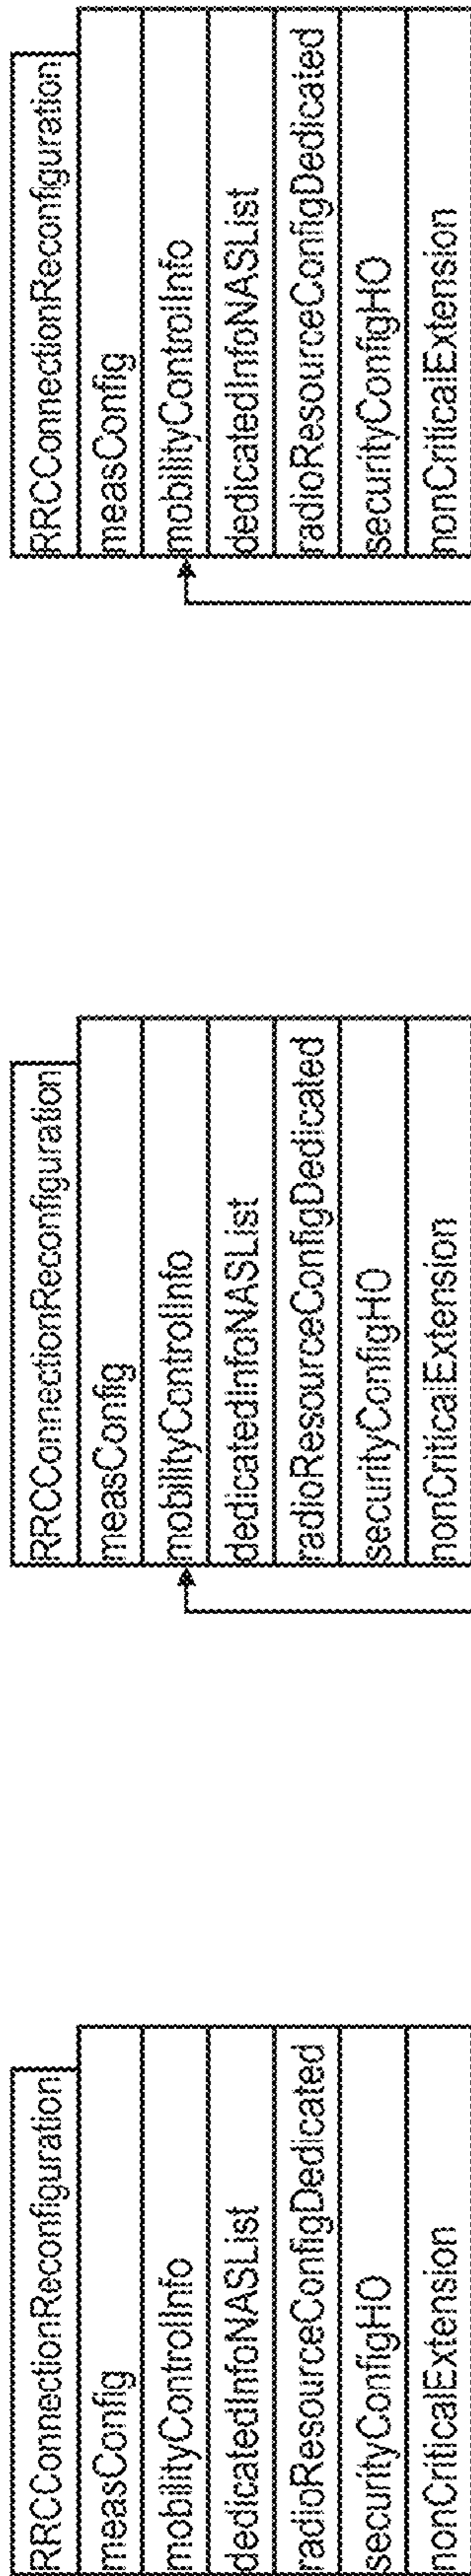 RRCConnectionReconfiguration
measConfig
mobilityControlInfo
dedicatedInfoNASList
radioResourceConfigDedicated
securityConfigHO
nonCriticalExtension
RRCConnectionReconfiguration
measConfig
mobilityControlInfo
dedicatedInfoNASList
radioResourceConfigDedicated
securityConfigHO
nonCriticalExtension
RRCConnectionReconfiguration
measConfig
mobilityControlInfo
dedicatedInfoNASList
radioResourceConfigDedicated
securityConfigHO
nonCriticalExtension